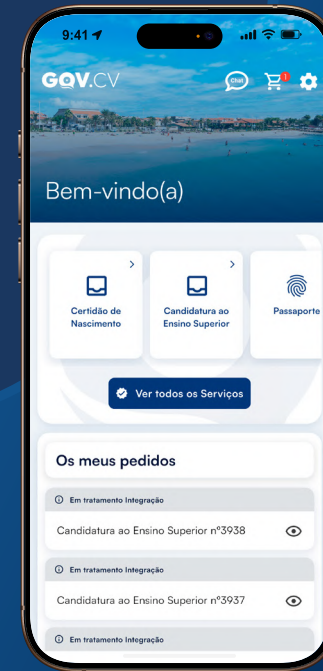 9:41
GOV.CV
Chat
1
Bem-vindo(a)
Certidão de
Nascimento
Candidatura ao
Ensino Superior
Passaporte
Ver todos os Serviços
Os meus pedidos
Em tratamento Integração
Candidatura ao Ensino Superior nº3938
Em tratamento Integração
Candidatura ao Ensino Superior nº3937
Em tratamento Integração